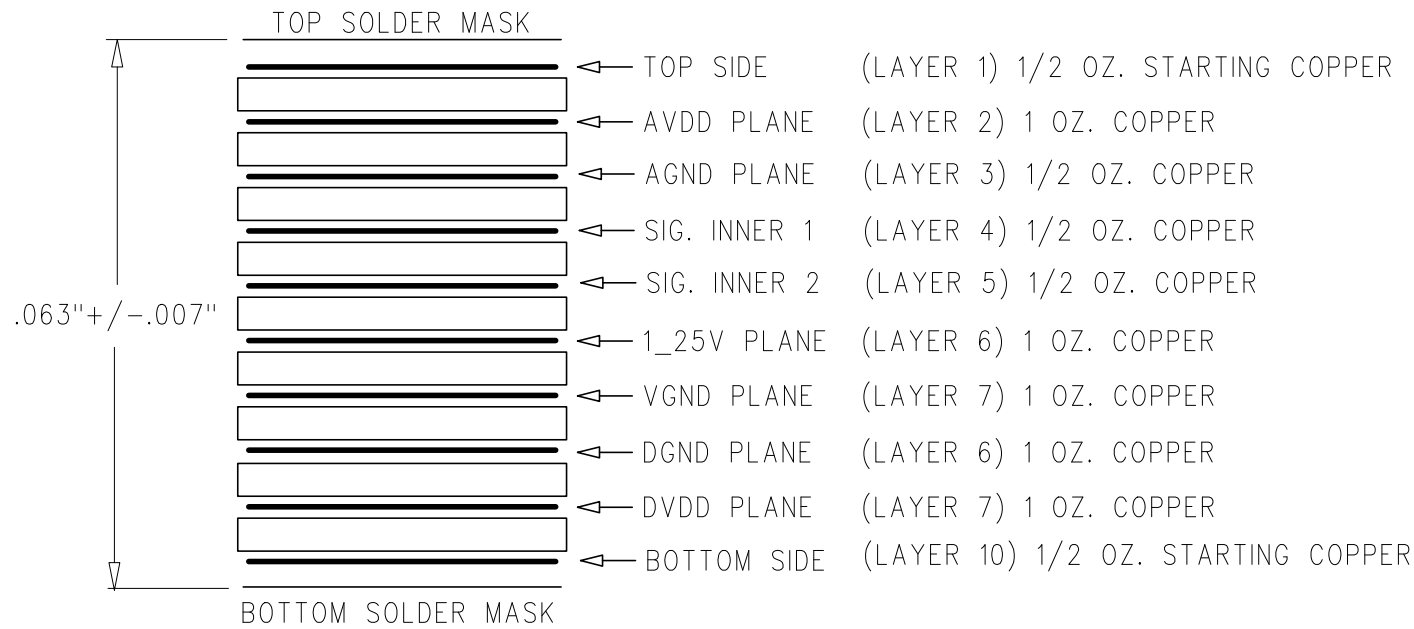 TOP SOLDER MASK
TOP SIDE (LAYER 1) 1/2 OZ. STARTING COPPER
AVDD PLANE (LAYER 2) 1 OZ. COPPER
AGND PLANE (LAYER 3) 1/2 OZ. COPPER
SIG. INNER 1 (LAYER 4) 1/2 OZ. COPPER
SIG. INNER 2 (LAYER 5) 1/2 OZ. COPPER
.063"+/-.007"
1_25V PLANE (LAYER 6) 1 OZ. COPPER
VGND PLANE (LAYER 7) 1 OZ. COPPER
DGND PLANE (LAYER 6) 1 OZ. COPPER
DVDD PLANE (LAYER 7) 1 OZ. COPPER
BOTTOM SIDE (LAYER 10) 1/2 OZ. STARTING COPPER
BOTTOM SOLDER MASK